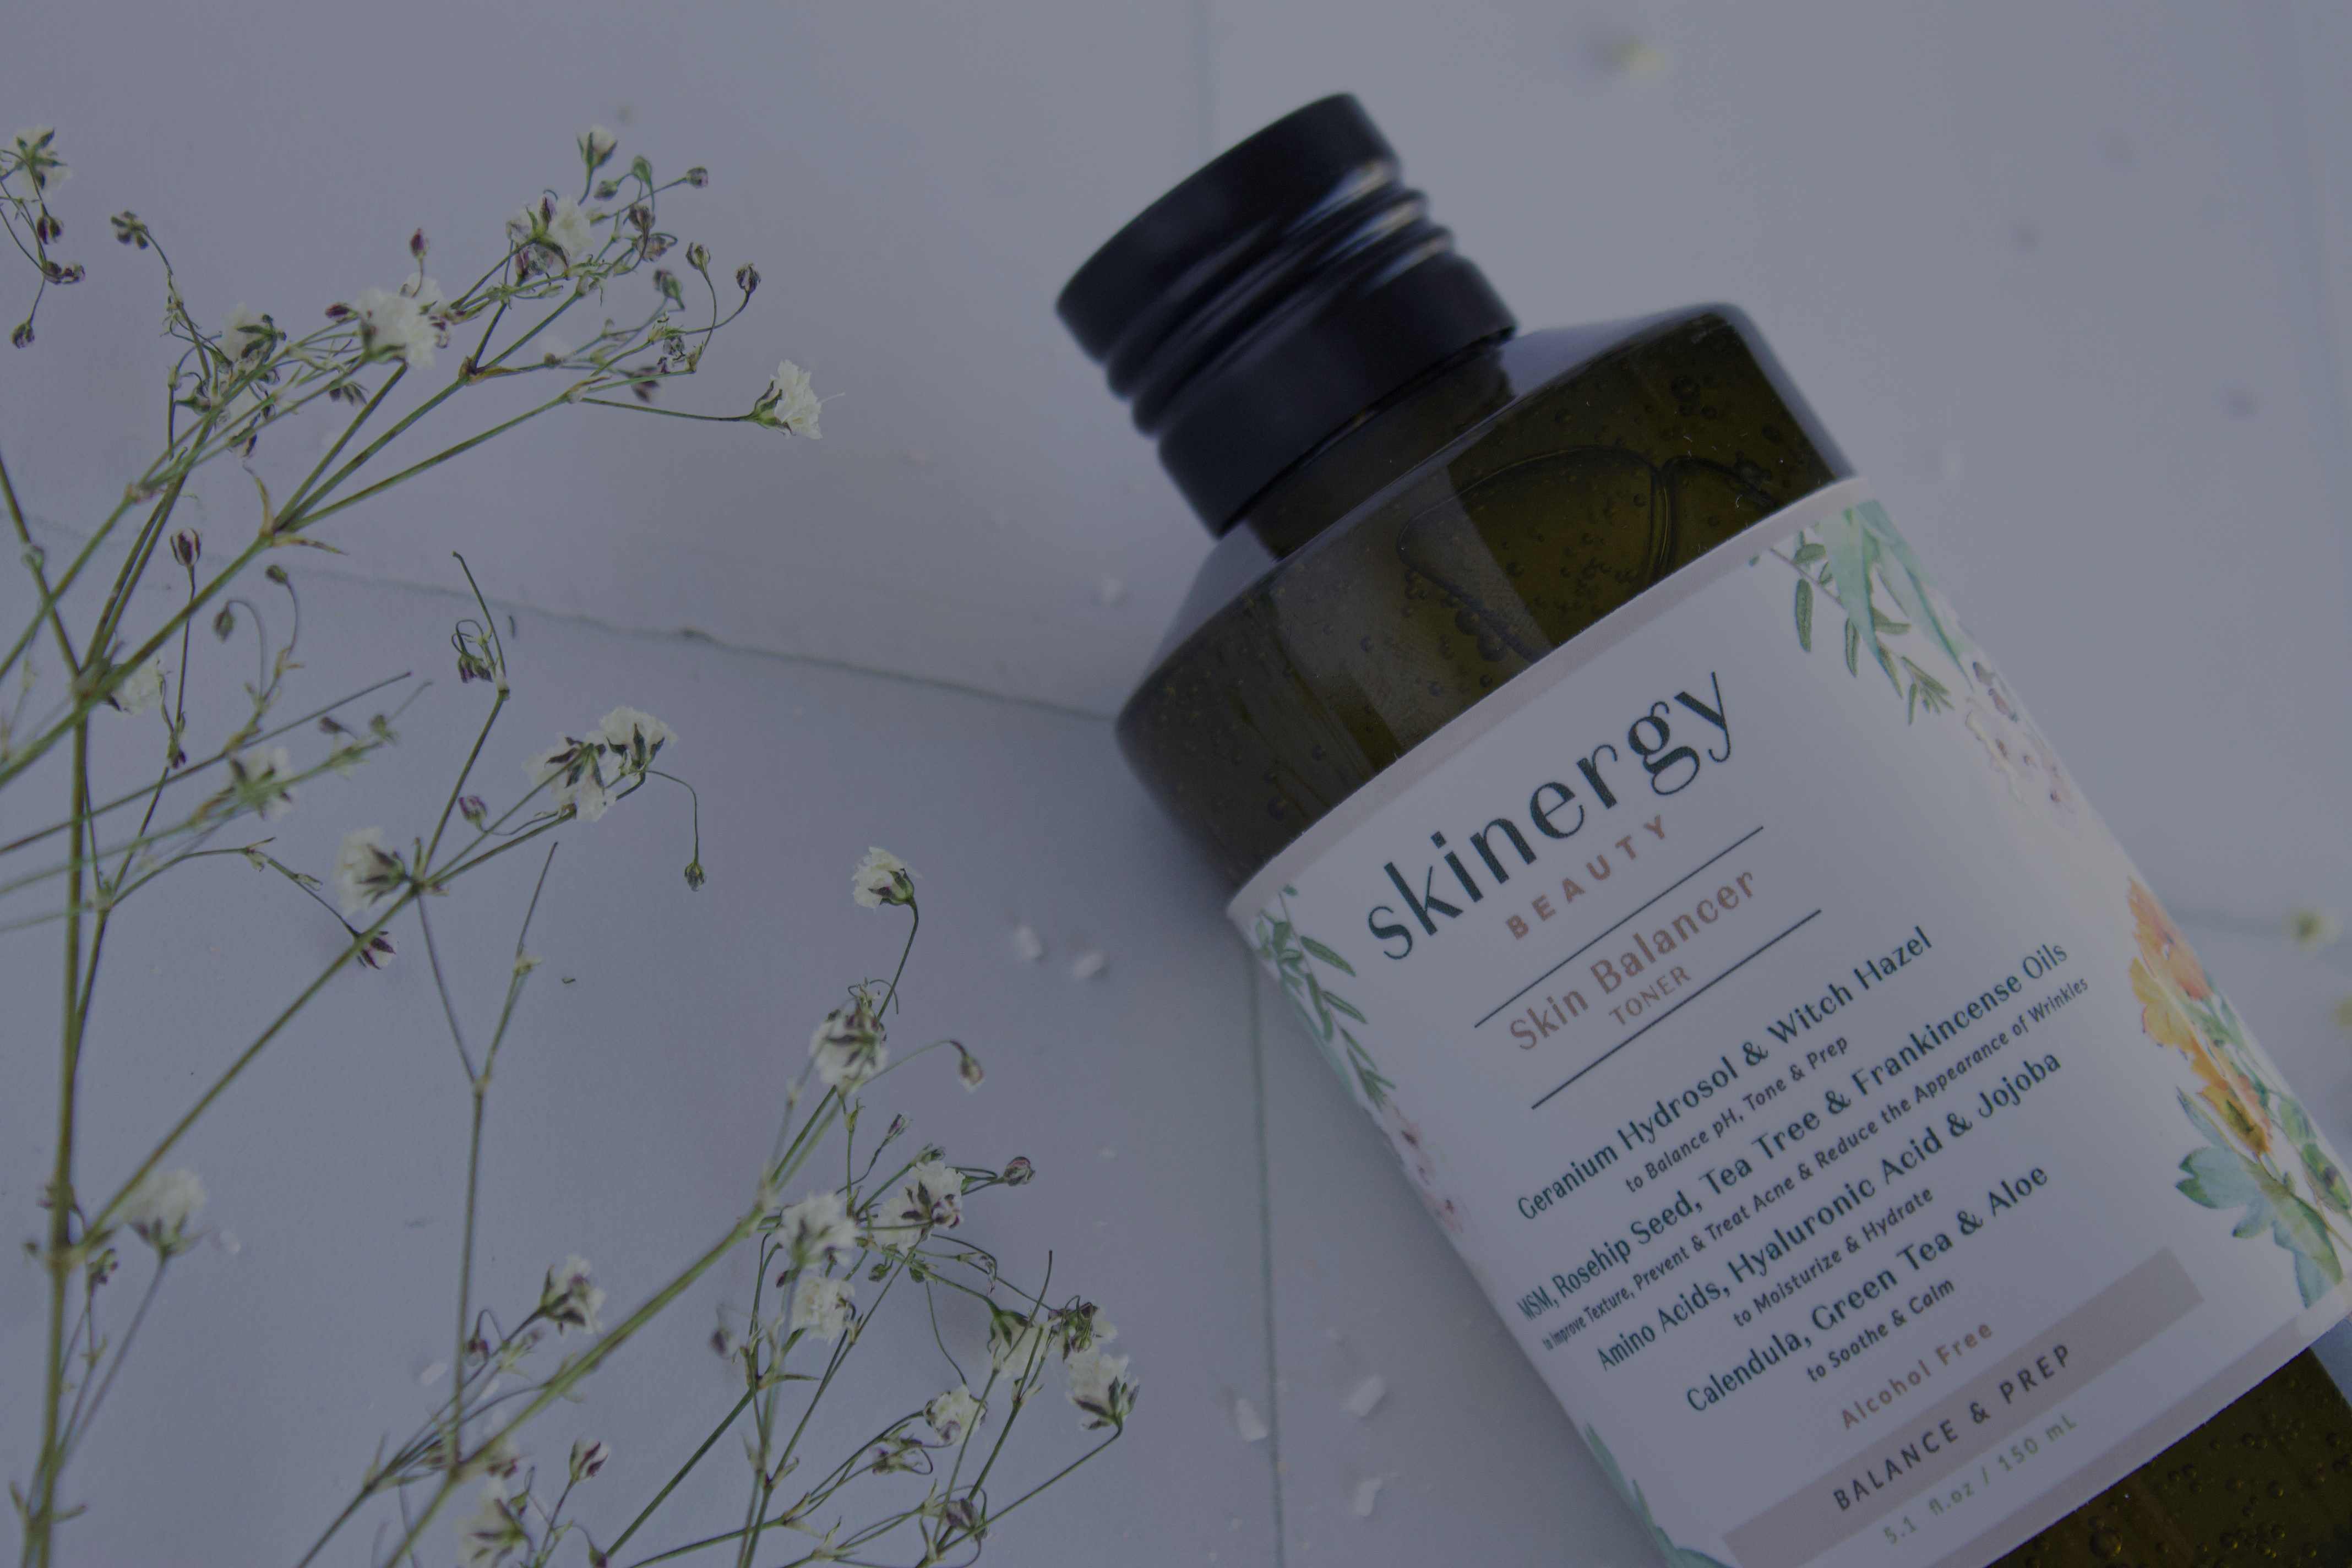 skinergy
BEAUTY
Skin Balancer
TONER
Geranium Hydrosol & Witch Hazel
to Balance pH, Tone & Prep
MSM, Rosehip Seed, Tea Tree & Frankincense Oils
to Improve Texture, Prevent & Treat Acne & Reduce the Appearance of Wrinkles
Amino Acids, Hyaluronic Acid & Jojoba
to Moisturize & Hydrate
Calendula, Green Tea & Aloe
to Soothe & Calm
Alcohol Free
BALANCE & PREP
5.1 fl.oz / 150 mL